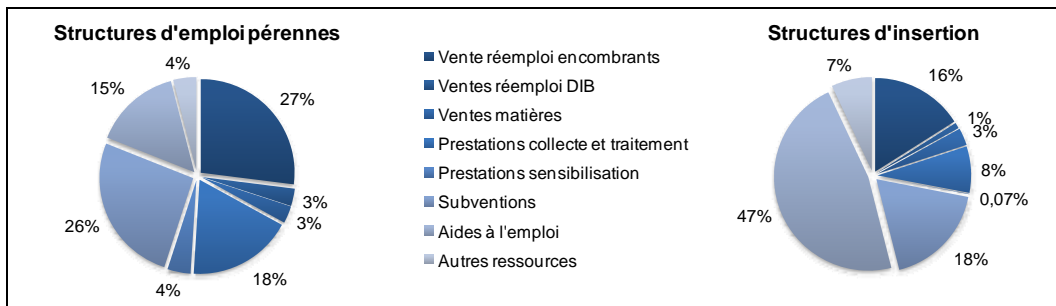 Structures d'emploi pérennes
4%
15%
27%
3%
3%
26%
18%
4%
Vente réemploi encombrants
Ventes réemploi DIB
Ventes matières
Prestations collecte et traitement
Prestations sensibilisation
Subventions
Aides à l'emploi
Autres ressources
Structures d'insertion
7%
16%
1%
3%
8%
0,07%
47%
18%